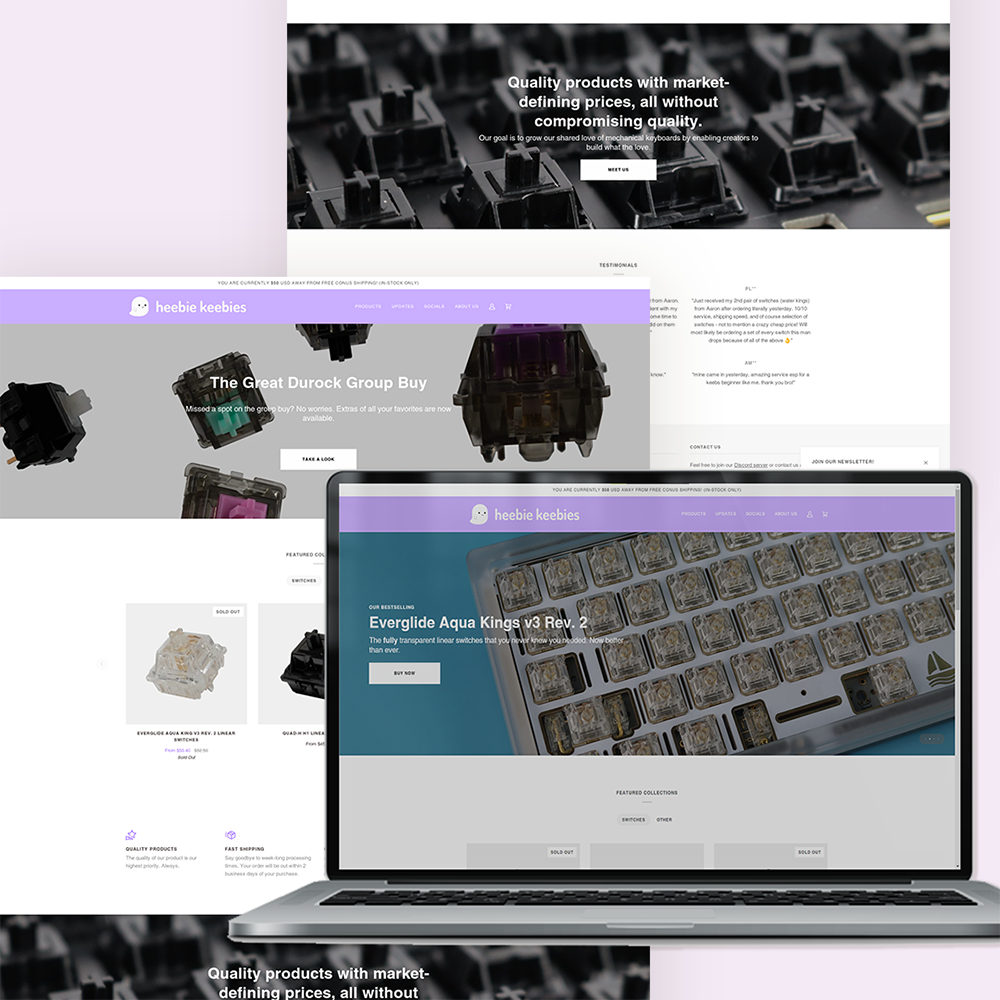 Quality products with market-
defining prices, all without
compromising quality.
Our goal is to grow our shared love of mechanical keyboards by enabling creators to
build what the love.
MEET US
TESTIMONIALS
PL**
"Just received my 2nd pair of switches (water kings)
from Aaron after ordering literally yesterday. 10/10
service, shipping speed, and of course selection of
switches - not to mention a crazy cheap price! Will
most likely be ordering a set of every switch this man
drops because of all of the above 👌"
AW**
"mine came in yesterday, amazing service esp for a
keebs beginner like me. thank you bro!"
from Aaron.
with my
time to
on them
know."
CONTACT US
Feel free to join our Discord server or contact us
JOIN OUR NEWSLETTER!
YOU ARE CURRENTLY $50 USD AWAY FROM FREE CONUS SHIPPING! (IN-STOCK ONLY)
heebie keebies
PRODUCTS UPDATES SOCIALS ABOUT US
The Great Durock Group Buy
Missed a spot on the group buy? No worries. Extras of all your favorites are now
available.
TAKE A LOOK
FEATURED
SWITCHES
SOLD OUT
EVERGLIDE AQUA KING V3 REV. 2 LINEAR
SWITCHES
Sold Out
QUAD-H H1
From
QUALITY PRODUCTS
The quality of our product is our
highest priority. Always.
FAST SHIPPING
Say goodbye to week-long processing
times. Your order will be out within 2
business days of your purchase.
Quality products with market-
defining prices, all without
YOU ARE CURRENTLY $50 USD AWAY FROM FREE CONUS SHIPPING! (IN-STOCK ONLY)
heebie keebies
PRODUCTS UPDATES SOCIALS ABOUT US
OUR BESTSELLING
Everglide Aqua Kings v3 Rev. 2
The fully transparent linear switches that you never knew you needed. Now better
than ever.
BUY NOW
FEATURED COLLECTIONS
SWITCHES OTHER
SOLD OUT
SOLD OUT